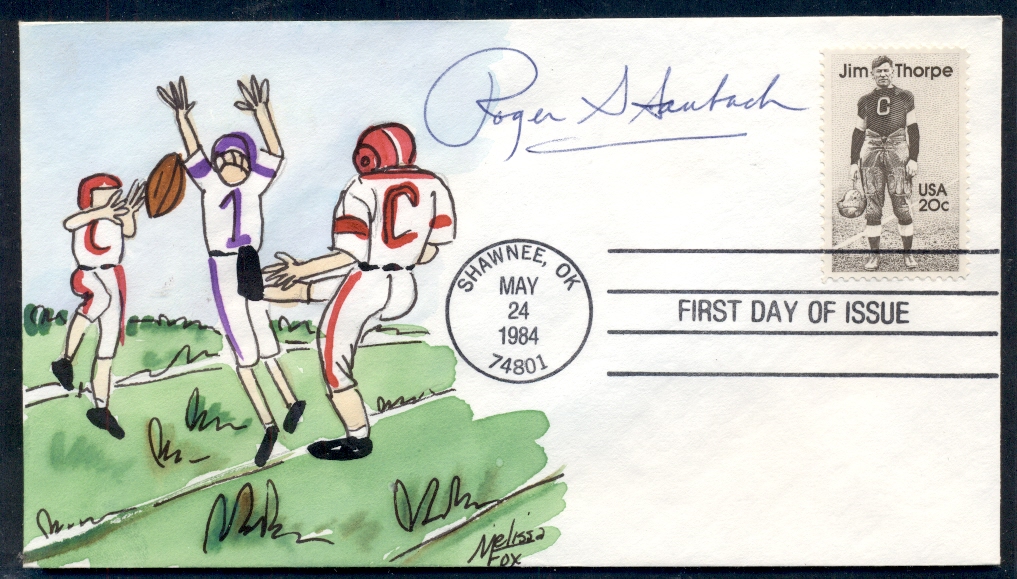 Roger Staubach
Jim Thorpe
C
USA
20c
1
C
C
SHAWNEE, OK
MAY
24
1984
74801
FIRST DAY OF ISSUE
Melissa
Fox